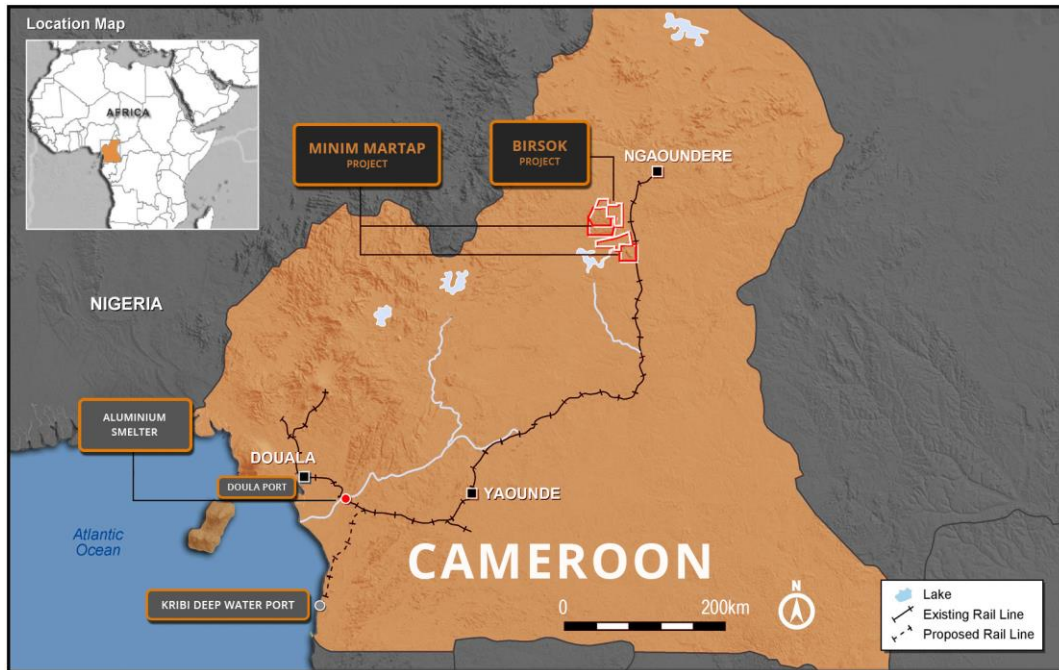 Location Map
AFRICA
MINIM MARTAP
PROJECT
BIRSOK
PROJECT
NGAOUNDERE
NIGERIA
ALUMINIUM
SMELTER
DOUALA
DOULA PORT
YAOUNDE
Atlantic
Ocean
CAMEROON
KRIBI DEEP WATER PORT
0 200km
N
Lake
Existing Rail Line
Proposed Rail Line